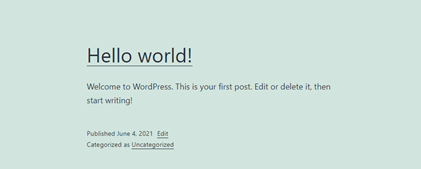 Hello world!
Welcome to WordPress. This is your first post. Edit or delete it, then
start writing!
Published June 4, 2021 Edit
Categorized as Uncategorized